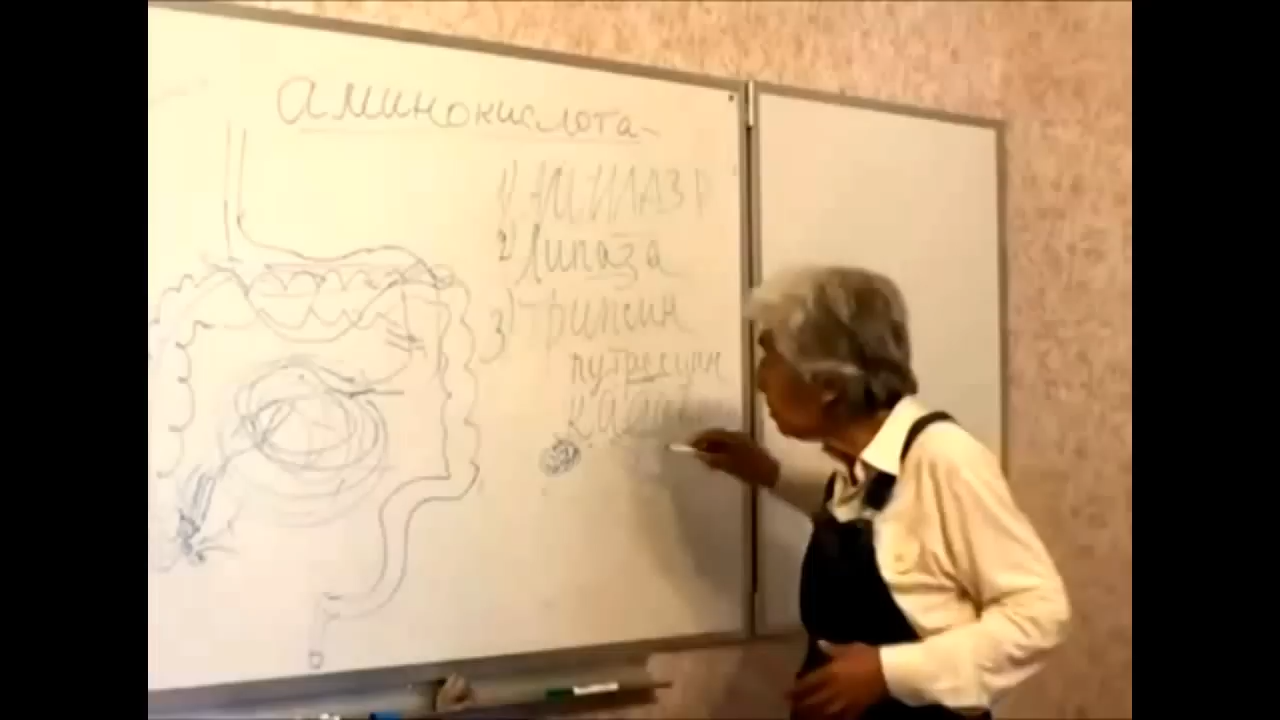 аминокислота-
1) АМИЛАЗА
2) Липаза
3) трипсин
путресцин